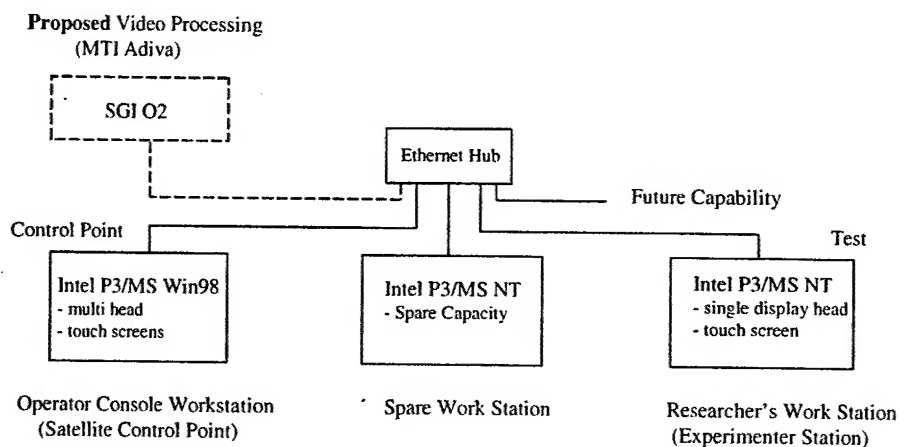 Proposed Video Processing
(MTI Adiva)
SGI O2
Ethernet Hub
Future Capability
Control Point
Test
Intel P3/MS Win98
- multi head
- touch screens
Intel P3/MS NT
- Spare Capacity
Intel P3/MS NT
- single display head
- touch screen
Operator Console Workstation
(Satellite Control Point)
Spare Work Station
Researcher's Work Station
(Experimenter Station)